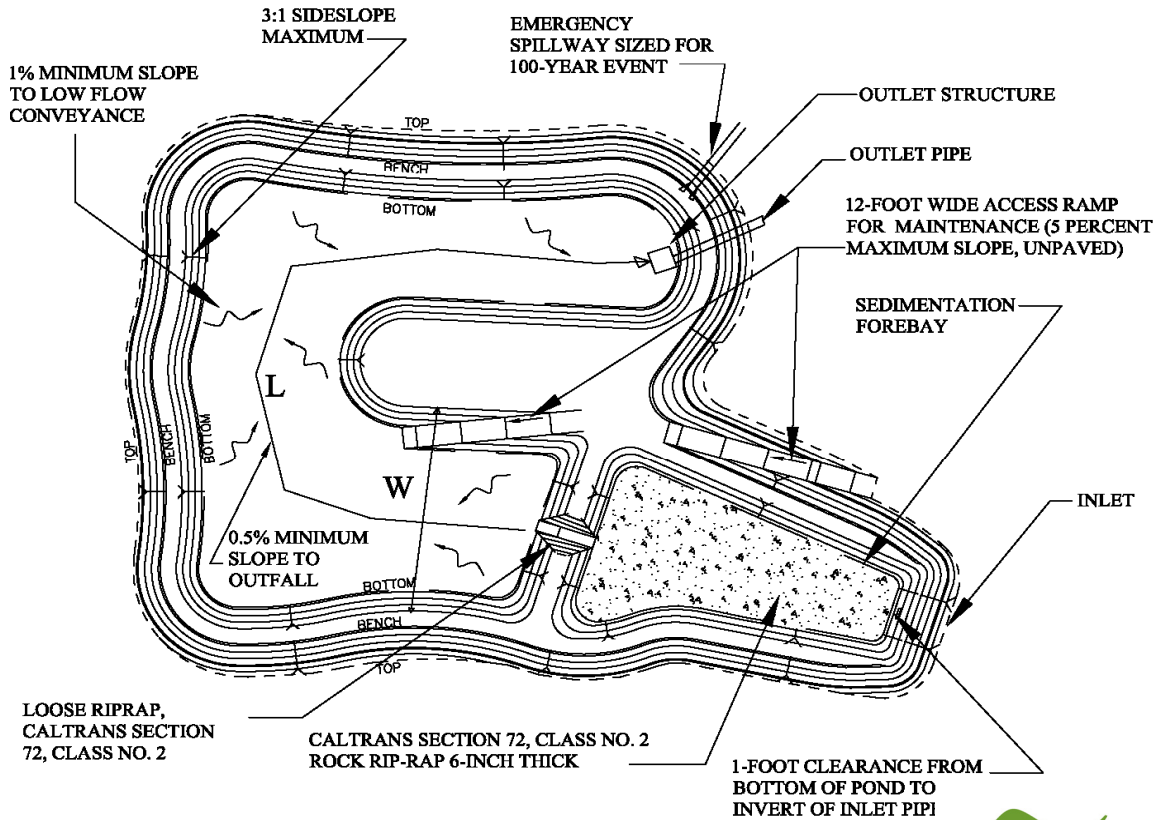 3:1 SIDESLOPE
MAXIMUM
EMERGENCY
SPILLWAY SIZED FOR
100-YEAR EVENT
1% MINIMUM SLOPE
TO LOW FLOW
CONVEYANCE
OUTLET STRUCTURE
TOP
OUTLET PIPE
BENCH
12-FOOT WIDE ACCESS RAMP
FOR MAINTENANCE (5 PERCENT
MAXIMUM SLOPE, UNPAVED)
BOTTOM
SEDIMENTATION
FOREBAY
L
TOP
BENCH
BOTTOM
W
INLET
0.5% MINIMUM
SLOPE TO
OUTFALL
BOTTOM
BENCH
TOP
LOOSE RIPRAP,
CALTRANS SECTION
72, CLASS NO. 2
CALTRANS SECTION 72, CLASS NO. 2
ROCK RIP-RAP 6-INCH THICK
1-FOOT CLEARANCE FROM
BOTTOM OF POND TO
INVERT OF INLET PIPI